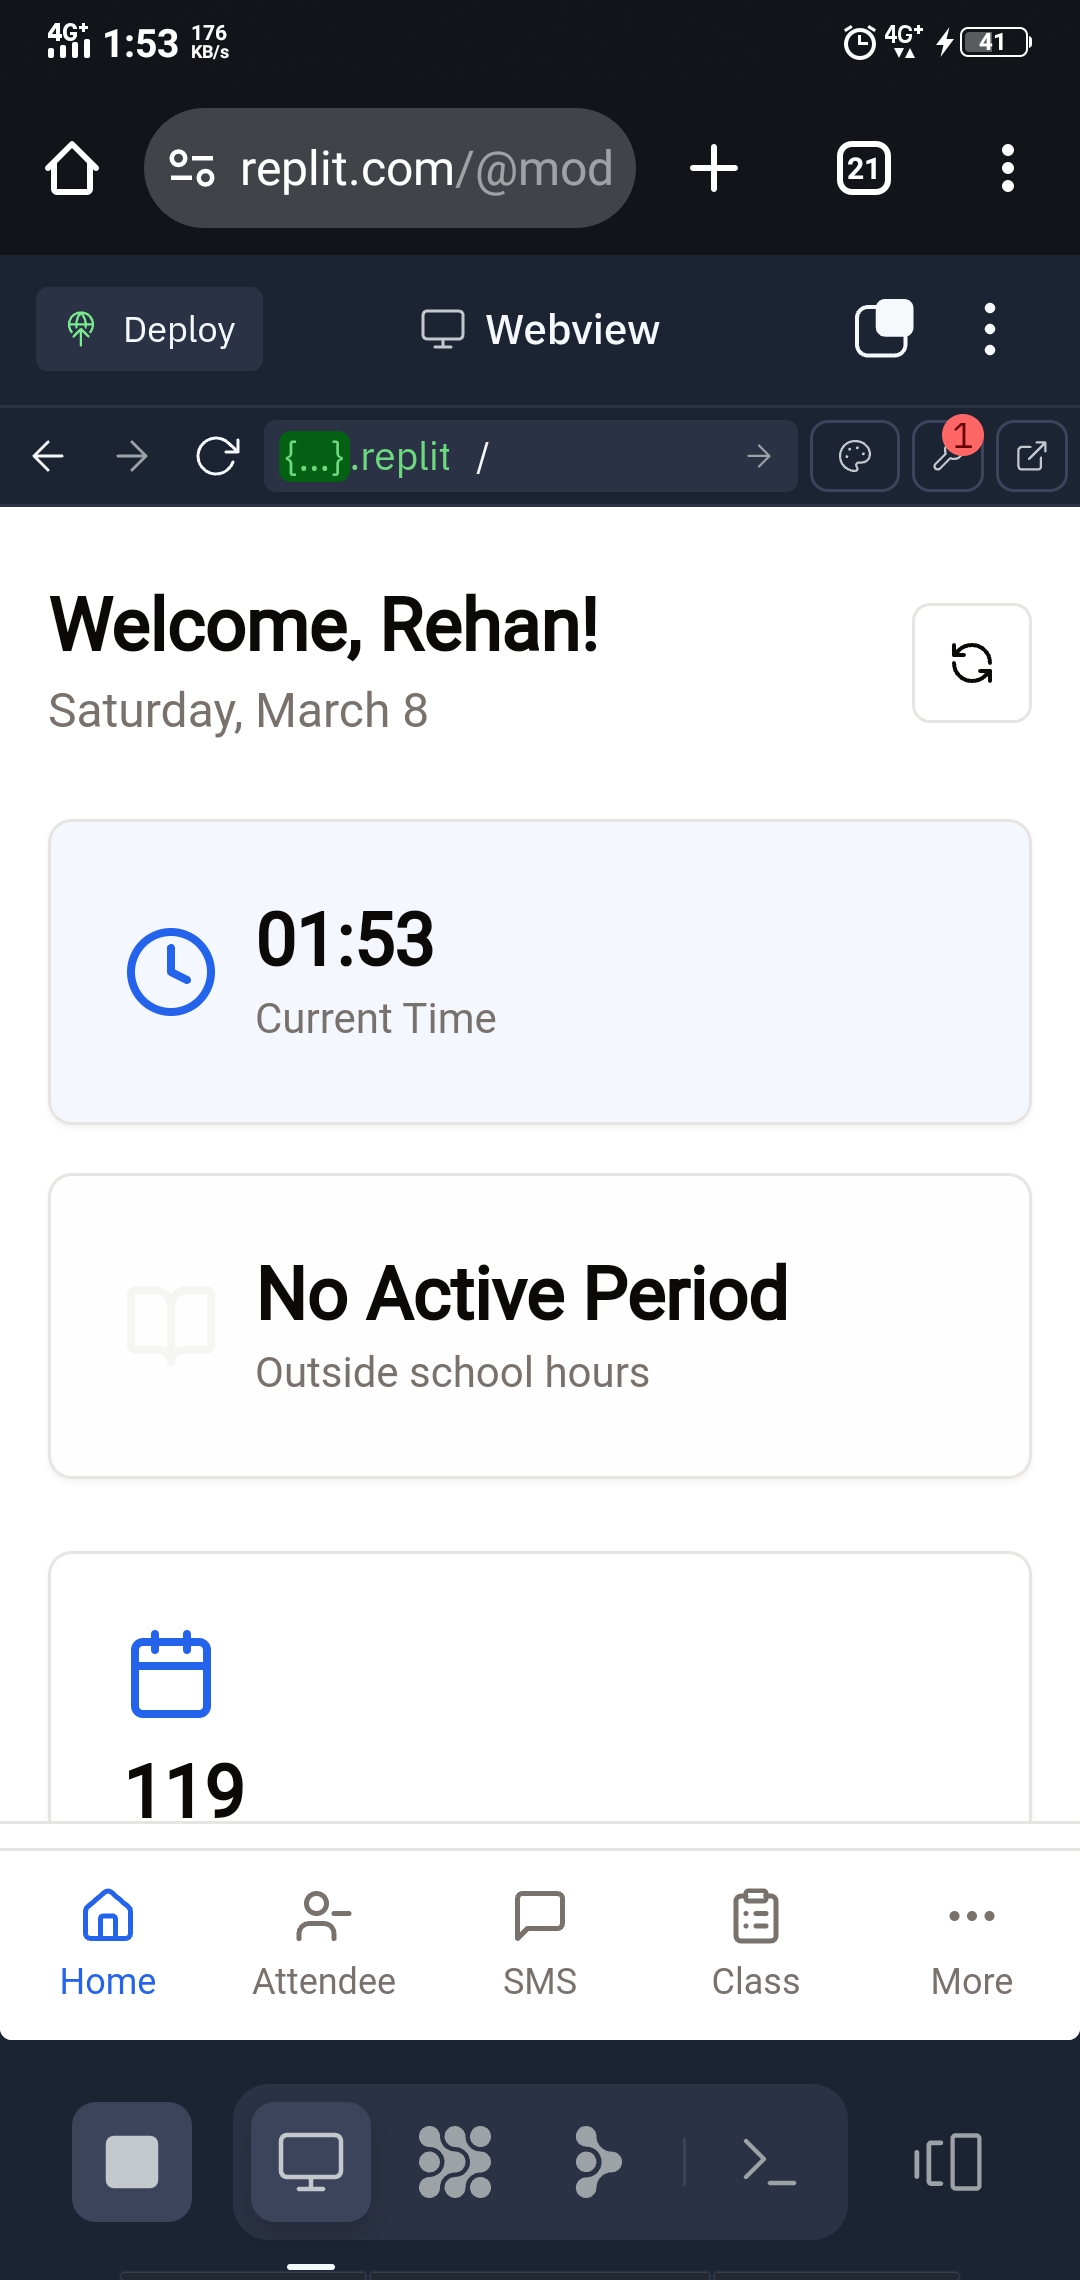 4G+ 1:53 176 KB/s 4G+ 41
replit.com/@mod 21
Deploy Webview
{...}.replit / 1
Welcome, Rehan!
Saturday, March 8
01:53
Current Time
No Active Period
Outside school hours
119
Home Attendee SMS Class More